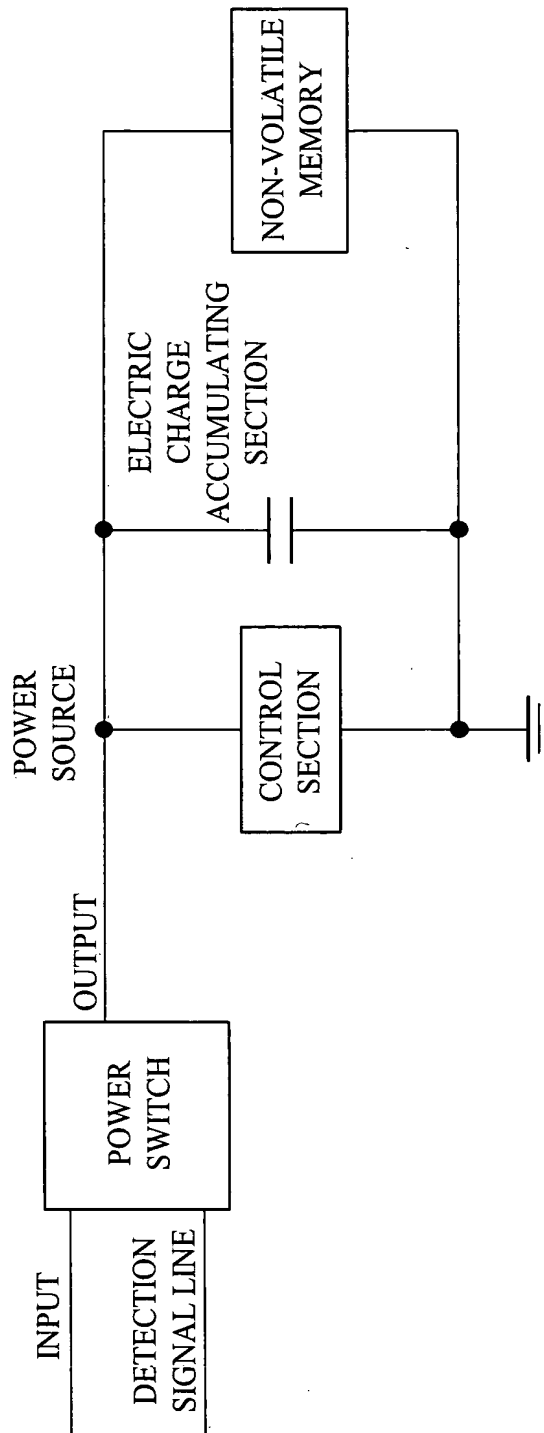 INPUT
DETECTION
SIGNAL LINE
POWER
SWITCH
OUTPUT
POWER
SOURCE
CONTROL
SECTION
ELECTRIC
CHARGE
ACCUMULATING
SECTION
NON-VOLATILE
MEMORY